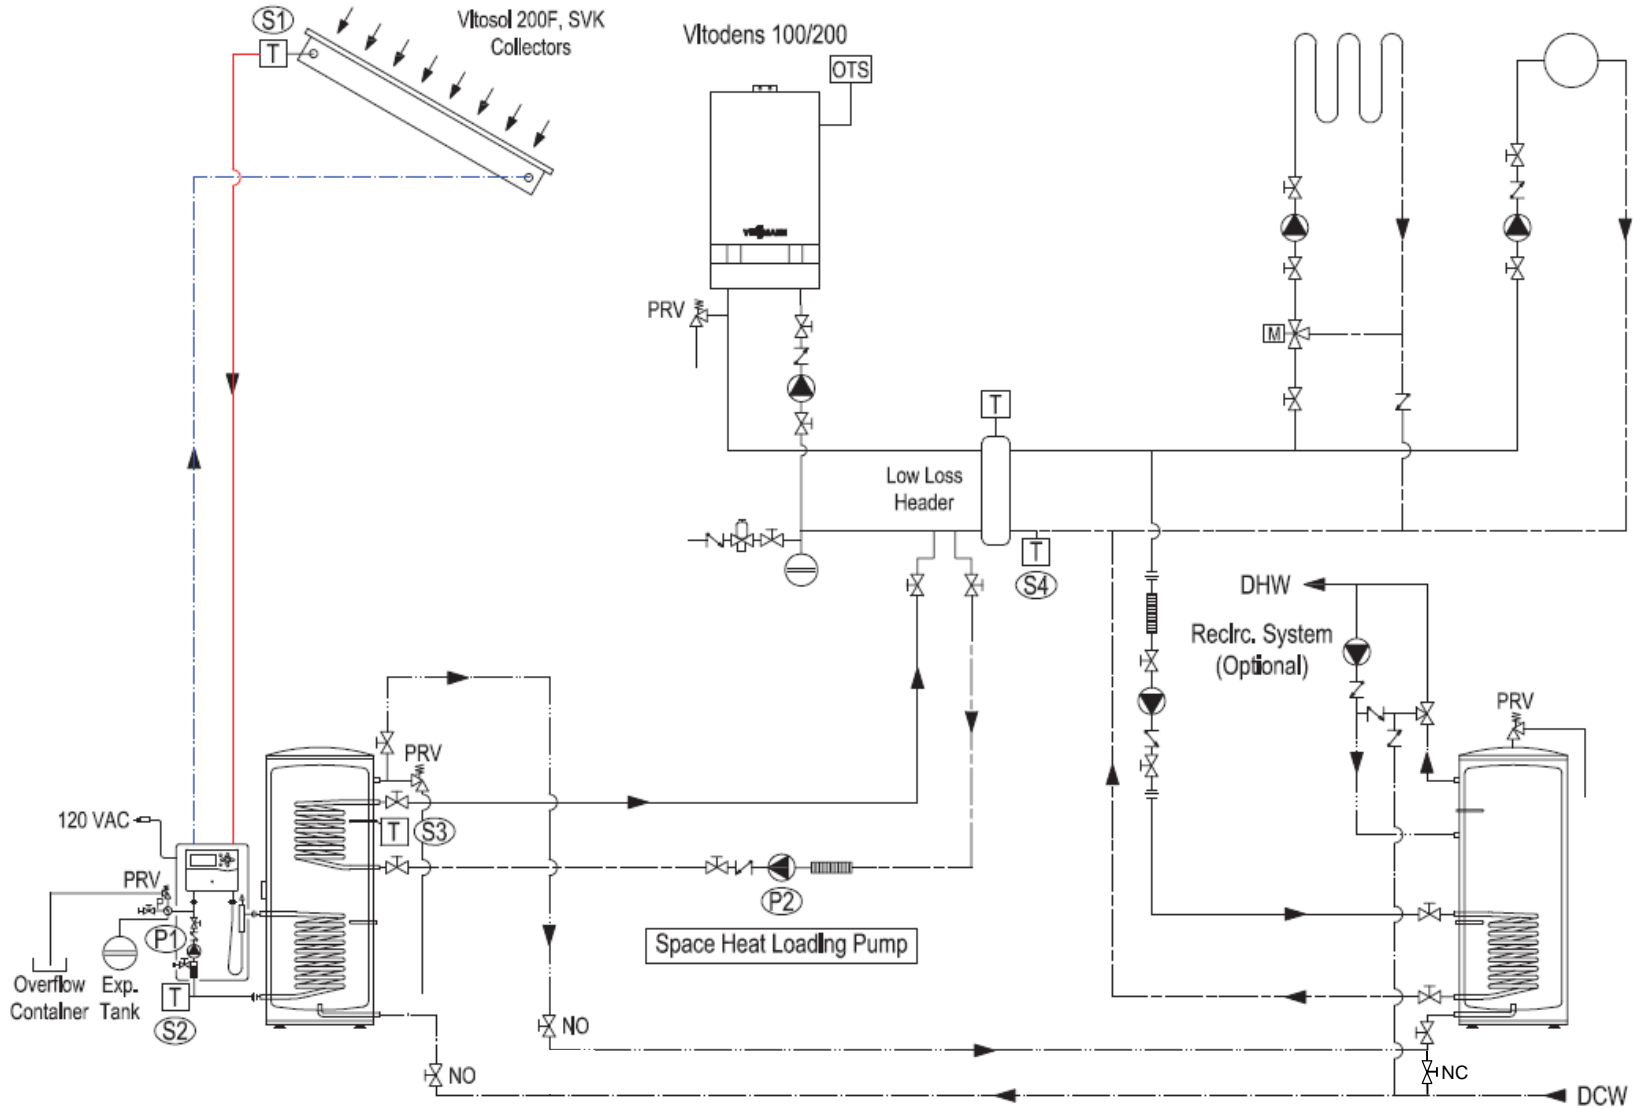 S1
T
Vitosol 200F, SVK
Collectors
Vitodens 100/200
OTS
VIESMANN
PRV
M
T
Low Loss
Header
T
S4
DHW
Recirc. System
(Optional)
PRV
PRV
120 VAC
T
S3
PRV
P1
P2
Space Heat Loading Pump
Overflow
Container
Exp.
Tank
T
S2
NO
NO
NC
DCW